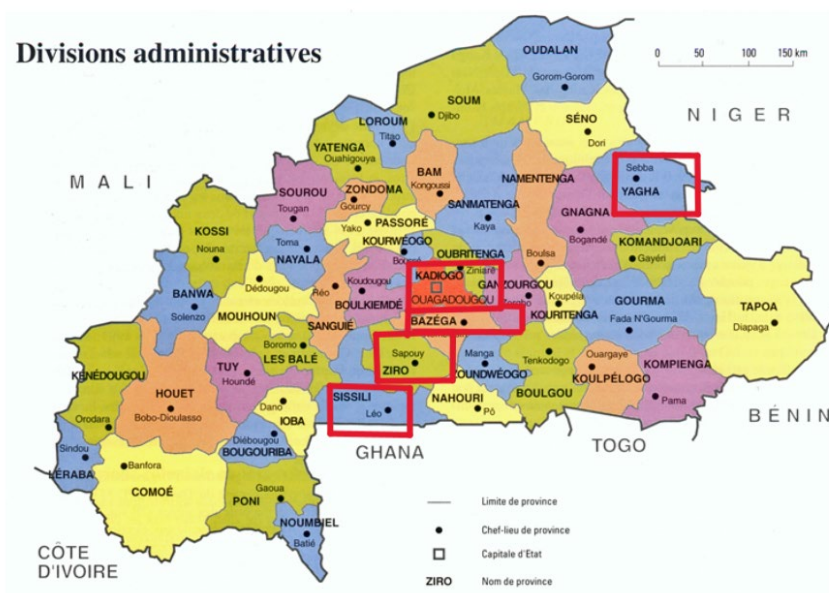 Divisions administratives
0 50 100 150 km
OUDALAN
Gorom-Gorom
SOUM
Djibo
NIGER
LOROUM
Titao
SÉNO
Dori
YATENGA
Ouahigouya
MALI
BAM
Kongoussi
NAMENTENGA
Sebba
YAGHA
SOUROU
Tougan
ZONDOMA
Gourcy
SANMATENGA
Kaya
GNAGNA
Bogandé
KOSSI
Nouna
PASSORÉ
Yako
KOURWÉOGO
KOMANDJOARI
Gayéri
Toma
NAYALA
OUBRITENGA
Ziniaré
Boulsa
Dédougou
KADIOGO
OUAGADOUGOU
BANWA
Solenzo
Réo
Koudougou
BOULKIEMDÉ
Koupéla
KOURITENGA
GOURMA
Fada N'Gourma
TAPOA
Diapaga
MOUHOUN
SANGUIÉ
BAZÉGA
Boromo
LES BALÉ
Sapouy
ZIRO
Manga
Tenkodogo
Ouargaye
KOULPÉLOGO
KOMPIENGA
Pama
TUY
Houndé
HOUET
Bobo-Dioulasso
BOULGOU
SISSILI
Léo
NAHOURI
Pô
Orodara
Dano
IOBA
BÉNIN
Diébougou
BOUGOURIBA
TOGO
Sindou
LÉRABA
GHANA
Banfora
COMOÉ
Gaoua
PONI
NOUMBIEL
Batié
CÔTE
D'IVOIRE
Limite de province
Chef-lieu de province
Capitale d'Etat
ZIRO Nom de province